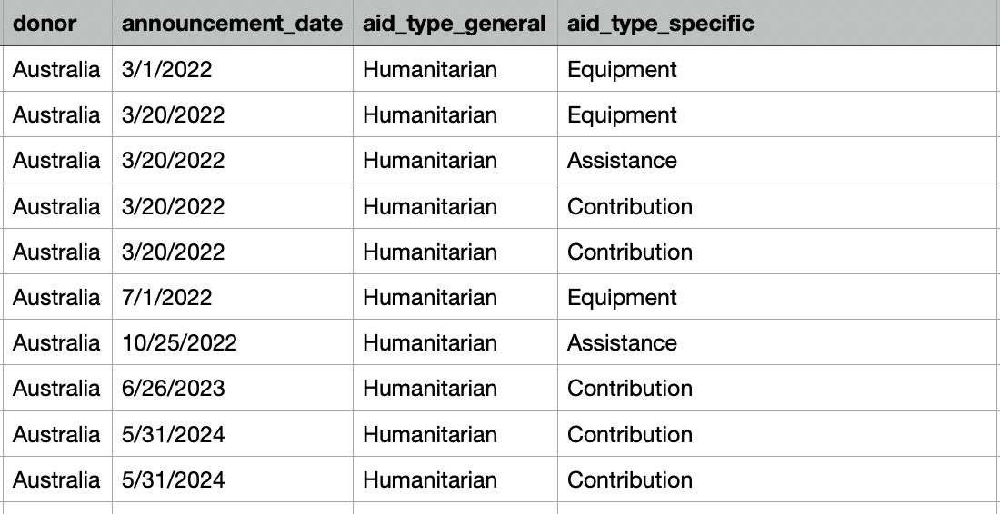 donor announcement_date aid_type_general aid_type_specific
Australia 3/1/2022 Humanitarian Equipment
Australia 3/20/2022 Humanitarian Equipment
Australia 3/20/2022 Humanitarian Assistance
Australia 3/20/2022 Humanitarian Contribution
Australia 3/20/2022 Humanitarian Contribution
Australia 7/1/2022 Humanitarian Equipment
Australia 10/25/2022 Humanitarian Assistance
Australia 6/26/2023 Humanitarian Contribution
Australia 5/31/2024 Humanitarian Contribution
Australia 5/31/2024 Humanitarian Contribution